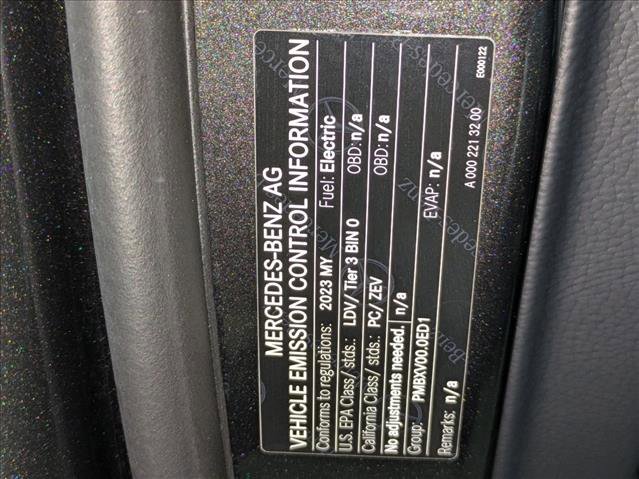 MERCEDES-BENZ AG
VEHICLE EMISSION CONTROL INFORMATION
Conforms to regulations: 2023 MY Fuel: Electric
U.S. EPA Class/ stds.: LDV/ Tier 3 BIN 0 OBD: n/a
California Class/ stds.: PC/ ZEV OBD: n/a
No adjustments needed. n/a
Group: PMBXV00.0ED1 EVAP: n/a
Remarks: n/a
A 000 221 32 00
E000122